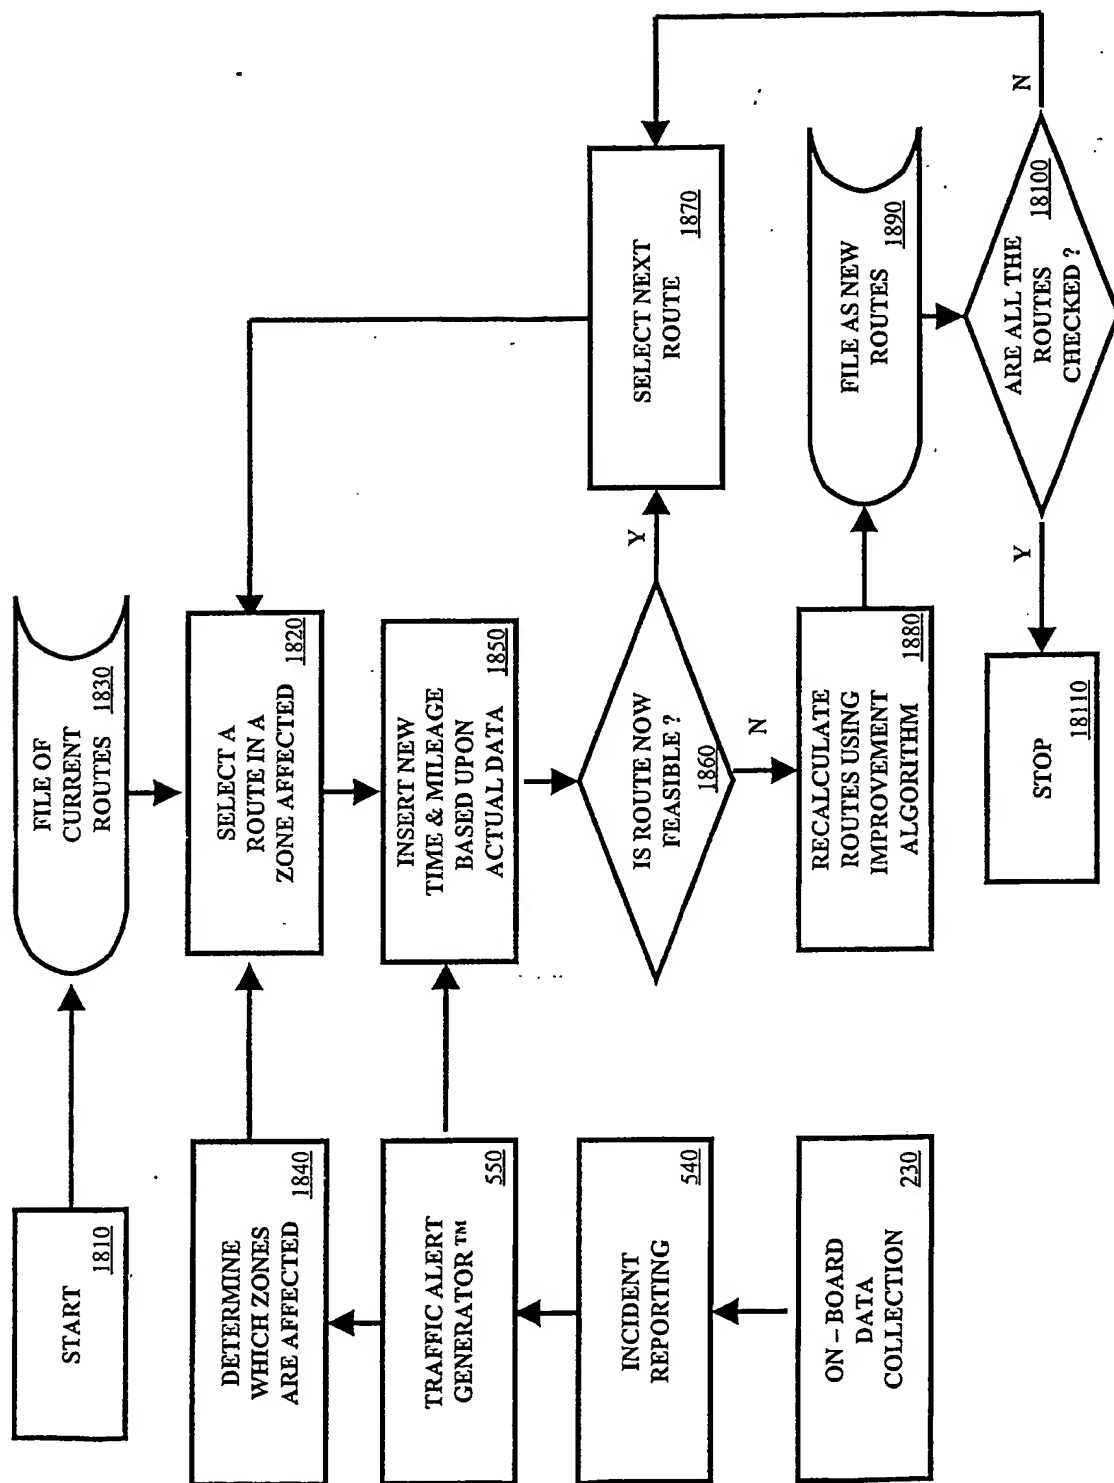 START
1810
FILE OF
CURRENT
ROUTES 1830
DETERMINE
WHICH ZONES
ARE AFFECTED
1840
SELECT A
ROUTE IN A
ZONE AFFECTED
1820
TRAFFIC ALERT
GENERATOR™
550
INSERT NEW
TIME & MILEAGE
BASED UPON
ACTUAL DATA
1850
INCIDENT
REPORTING
540
IS ROUTE NOW
FEASIBLE ?
1860
Y
N
SELECT NEXT
ROUTE
1870
ON – BOARD
DATA
COLLECTION
230
RECALCULATE
ROUTES USING
IMPROVEMENT
ALGORITHM
1880
FILE AS NEW
ROUTES
1890
STOP
18110
Y
ARE ALL THE
ROUTES
CHECKED ?
18100
N